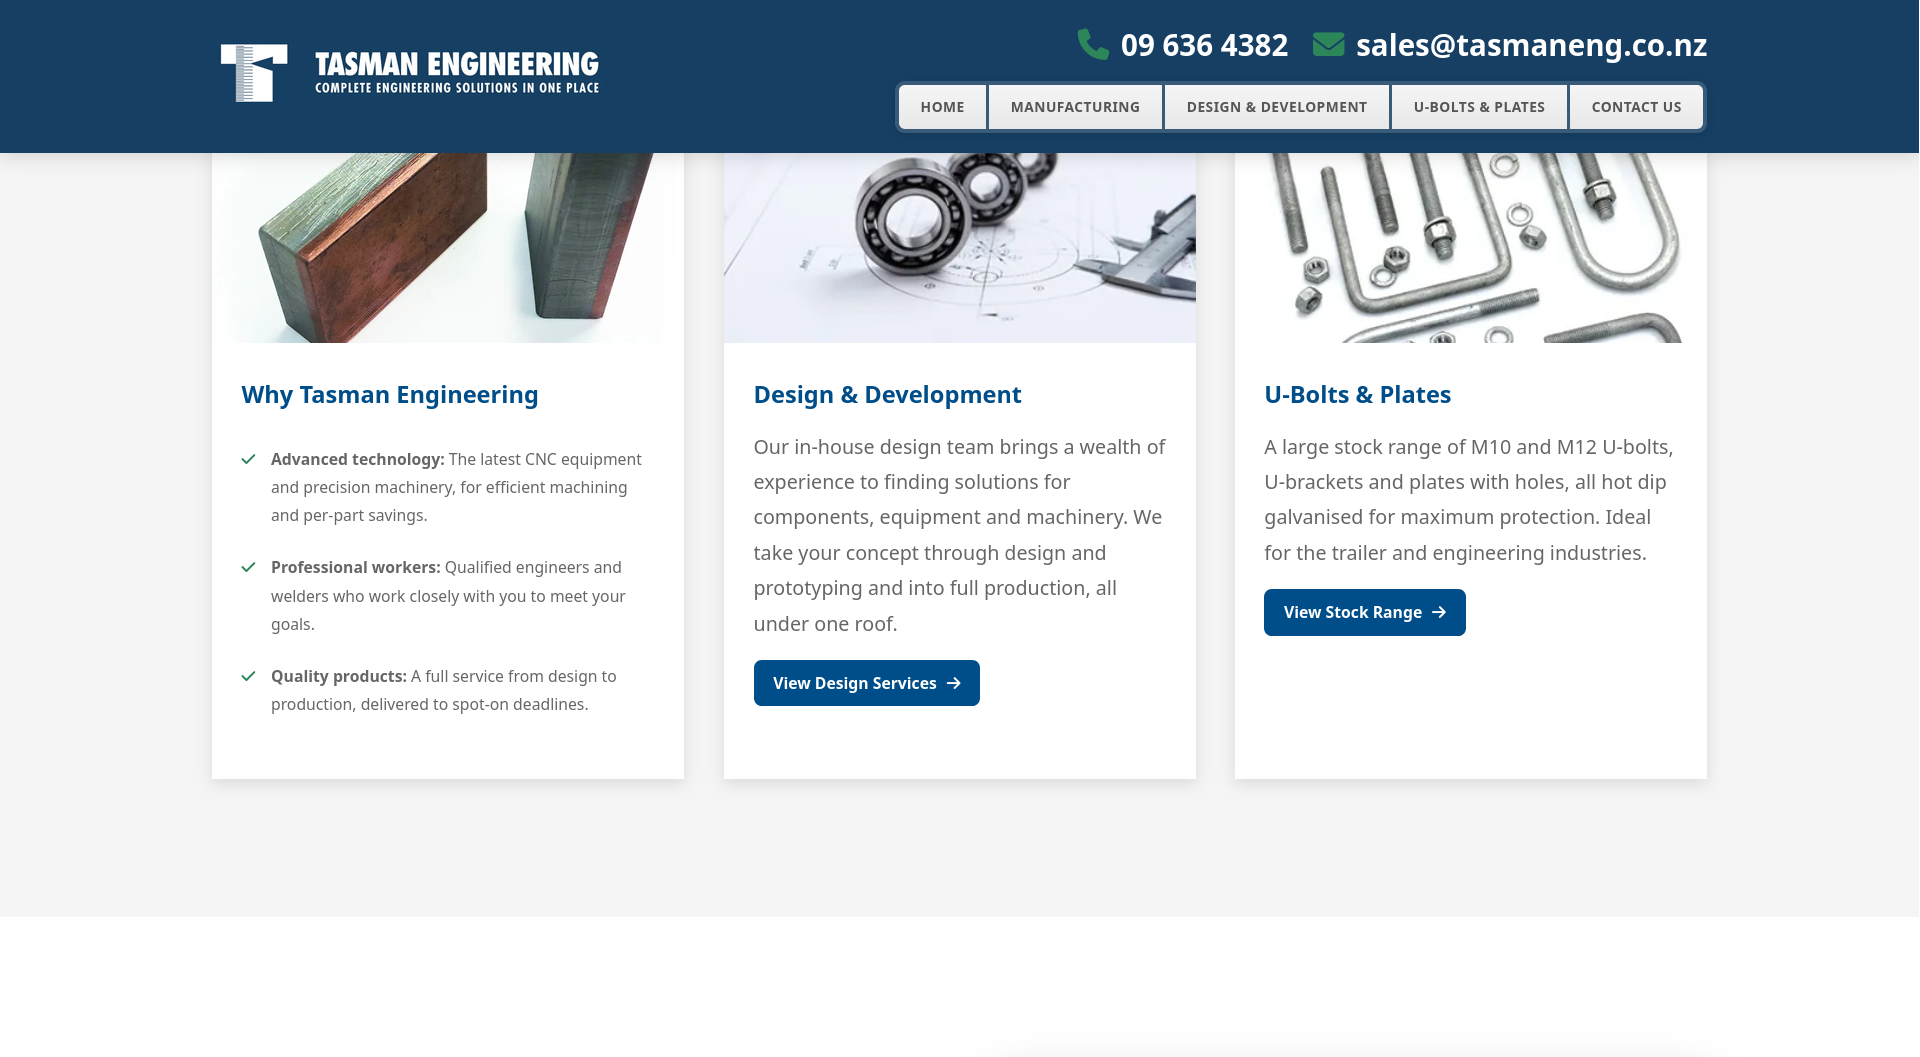 TASMAN ENGINEERING
COMPLETE ENGINEERING SOLUTIONS IN ONE PLACE
09 636 4382
sales@tasmaneng.co.nz
HOME
MANUFACTURING
DESIGN & DEVELOPMENT
U-BOLTS & PLATES
CONTACT US
Why Tasman Engineering
Advanced technology: The latest CNC equipment
and precision machinery, for efficient machining
and per-part savings.
Professional workers: Qualified engineers and
welders who work closely with you to meet your
goals.
Quality products: A full service from design to
production, delivered to spot-on deadlines.
Design & Development
Our in-house design team brings a wealth of
experience to finding solutions for
components, equipment and machinery. We
take your concept through design and
prototyping and into full production, all
under one roof.
View Design Services
U-Bolts & Plates
A large stock range of M10 and M12 U-bolts,
U-brackets and plates with holes, all hot dip
galvanised for maximum protection. Ideal
for the trailer and engineering industries.
View Stock Range